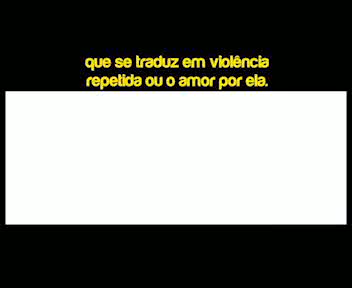 que se traduz em violência
repetida ou o amor por ela.